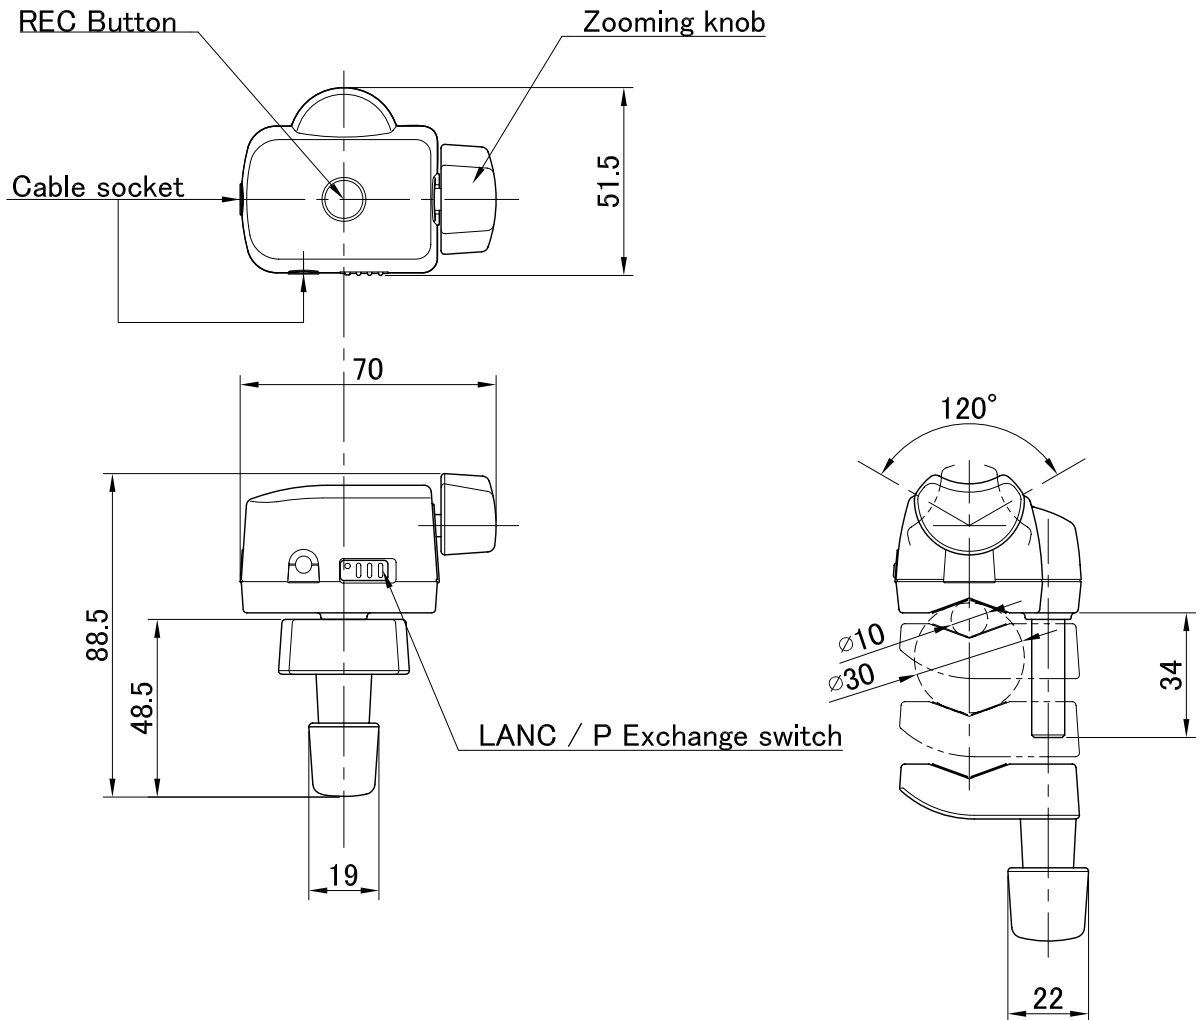 REC Button
Zooming knob
51.5
Cable socket
70
120°
88.5
48.5
⌀10
⌀30
34
LANC / P Exchange switch
19
22